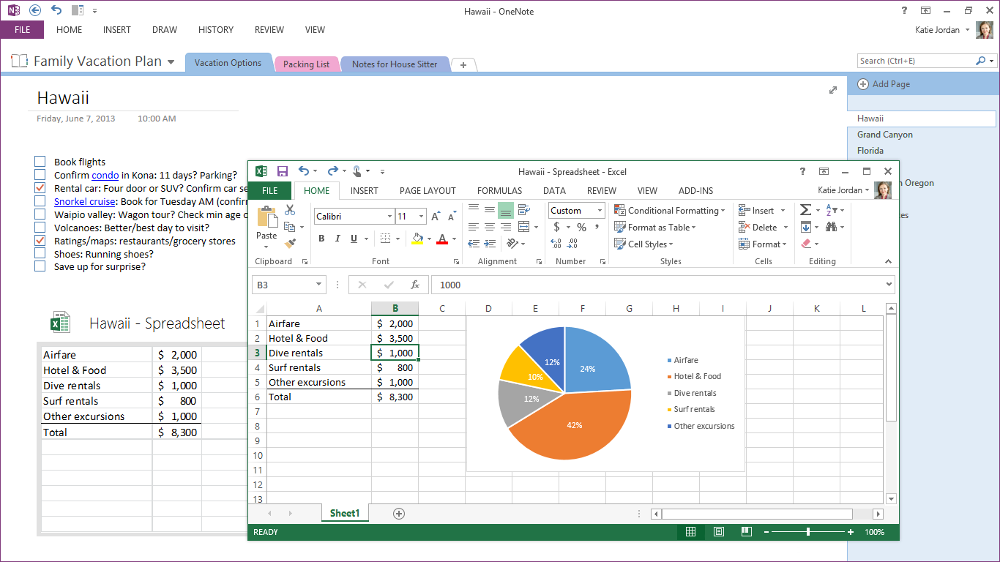 Hawaii - OneNote
?
FILE HOME INSERT DRAW HISTORY REVIEW VIEW
Katie Jordan
Family Vacation Plan
Vacation Options
Packing List
Notes for House Sitter
+
Search (Ctrl+E)
Add Page
Hawaii
Grand Canyon
Florida
n Oregon
Hawaii
Friday, June 7, 2013 10:00 AM
Book flights
Confirm condo in Kona: 11 days? Parking?
Rental car: Four door or SUV? Confirm car se
Snorkel cruise: Book for Tuesday AM (confirm
Waipio valley: Wagon tour? Check min age o
Volcanoes: Better/best day to visit?
Ratings/maps: restaurants/grocery stores
Shoes: Running shoes?
Save up for surprise?
Hawaii - Spreadsheet
Airfare $ 2,000
Hotel & Food $ 3,500
Dive rentals $ 1,000
Surf rentals $ 800
Other excursions $ 1,000
Total $ 8,300
Hawaii - Spreadsheet - Excel
?
FILE HOME INSERT PAGE LAYOUT FORMULAS DATA REVIEW VIEW ADD-INS
Katie Jordan
Paste
Clipboard
Calibri 11
B I U
Font
Alignment
Custom
$ % ,
Number
Conditional Formatting
Format as Table
Cell Styles
Styles
Insert
Delete
Format
Cells
Editing
B3 fx 1000
A B C D E F G H I J K L
1 Airfare $ 2,000
2 Hotel & Food $ 3,500
3 Dive rentals $ 1,000
4 Surf rentals $ 800
5 Other excursions $ 1,000
6 Total $ 8,300
7
8
9
10
11
12
13
24%
42%
12%
10%
12%
Airfare
Hotel & Food
Dive rentals
Surf rentals
Other excursions
Sheet1
READY
100%